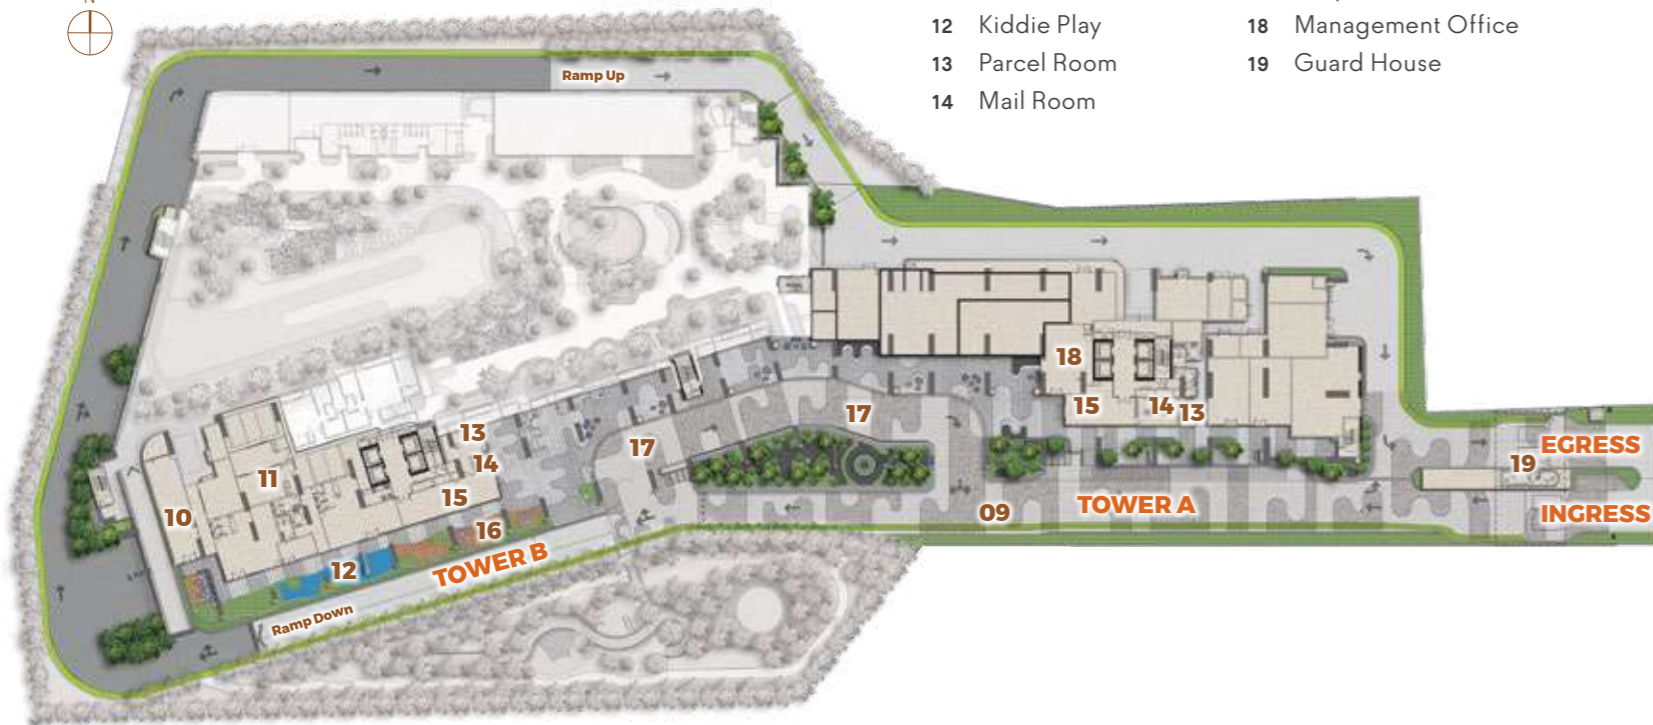 N
12 Kiddie Play
18 Management Office
13 Parcel Room
19 Guard House
14 Mail Room
Ramp Up
18
15
14
13
17
17
13
14
15
11
10
16
12
TOWER B
Ramp Down
09
TOWER A
19
EGRESS
INGRESS